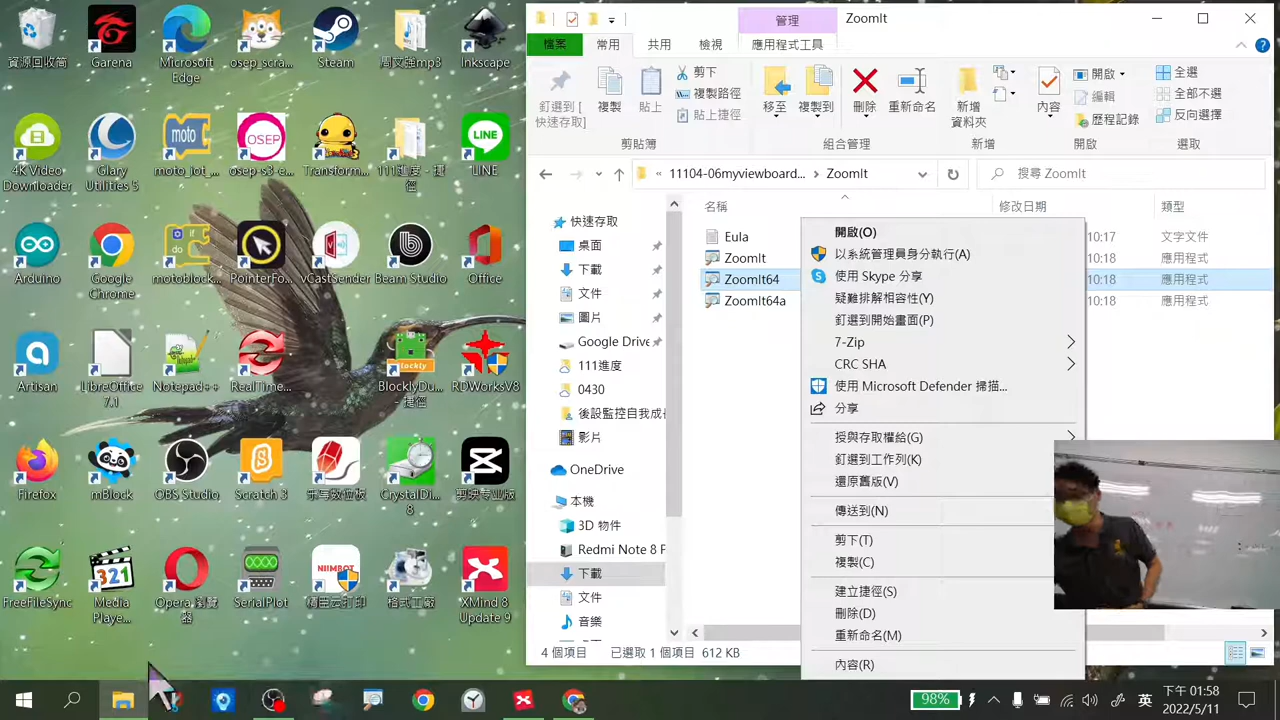 資源回收筒
Garena
Microsoft Edge
osep_scra...
Steam
Inkscape
4K Video Downloader
Glary Utilities 5
moto_iot_...
osep-s3-e...
Transform...
111進度 - 捷徑
LINE
Arduino
Google Chrome
motoblock...
PointerFo...
vCastSender
Beam Studio
Office
Artisan
LibreOffice 7.1
Notepad++
RealTime...
BlocklyDu... - 捷徑
RDWorksV8
Firefox
mBlock
OBS Studio
Scratch 3
CrystalDi... 8
剪映专业版
FreeFileSync
Media Playe...
Opera 瀏覽器
SerialPlot
NIIMBOT
格式工廠
XMind 8 Update 9
管理
ZoomIt
檔案
常用
共用
檢視
應用程式工具
釘選到 [快速存取]
複製
貼上
剪下
複製路徑
貼上捷徑
剪貼簿
移至
複製到
刪除
重新命名
組合管理
新增資料夾
新增
內容
開啟
編輯
歷程記錄
開啟
全選
全部不選
反向選擇
選取
« 11104-06myviewboard... > ZoomIt
搜尋 ZoomIt
名稱
修改日期
類型
Eula
10:17
文字文件
ZoomIt
10:18
應用程式
ZoomIt64
10:18
應用程式
ZoomIt64a
10:18
應用程式
快速存取
桌面
下載
文件
圖片
Google Drive
111進度
0430
後設監控自我成長
影片
OneDrive
本機
3D 物件
Redmi Note 8 P
下載
文件
音樂
開啟(O)
以系統管理員身分執行(A)
使用 Skype 分享
疑難排解相容性(Y)
釘選到開始畫面(P)
7-Zip
CRC SHA
使用 Microsoft Defender 掃描...
分享
授與存取權給(G)
釘選到工作列(K)
還原舊版(V)
傳送到(N)
剪下(T)
複製(C)
建立捷徑(S)
刪除(D)
重新命名(M)
內容(R)
4 個項目
已選取 1 個項目 612 KB
98%
英
下午 01:58
2022/5/11